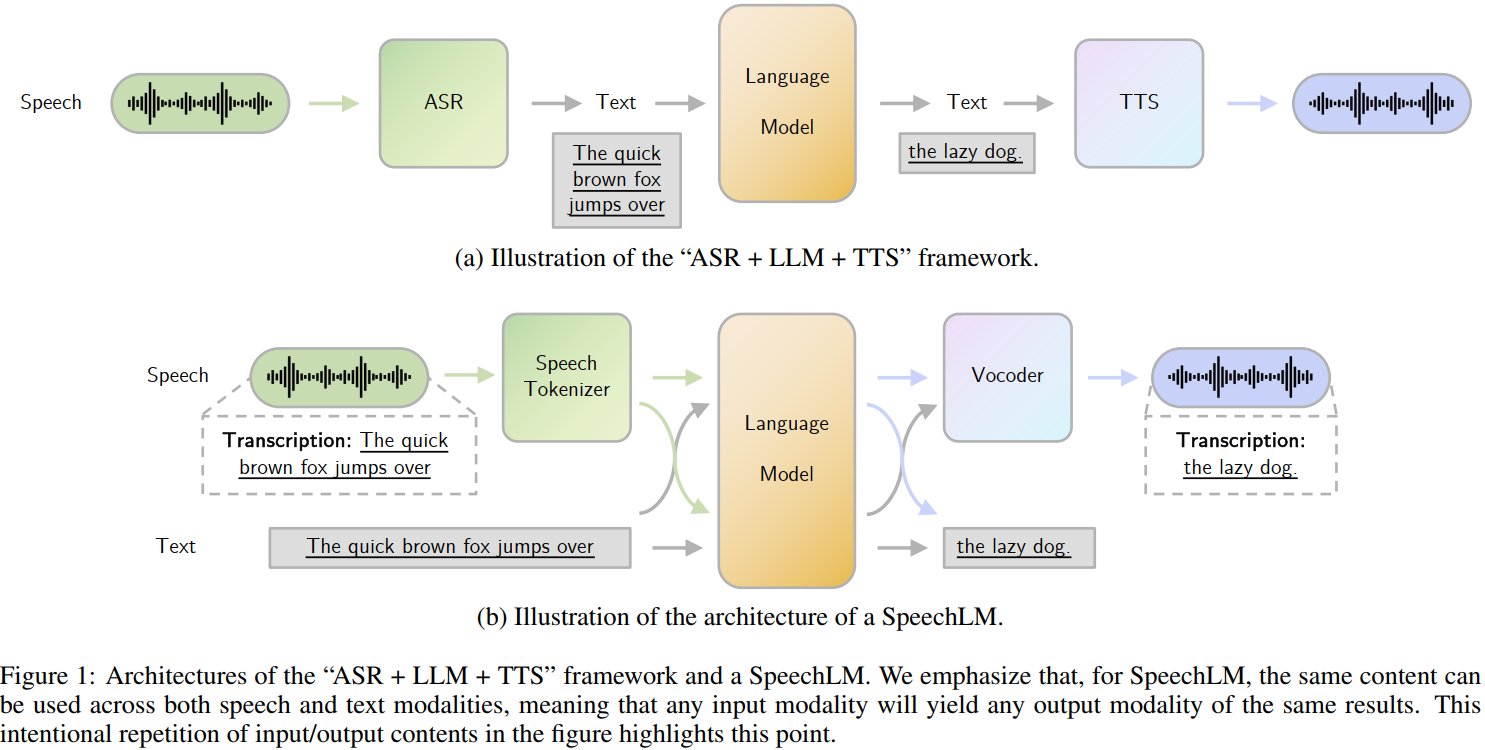 Speech
ASR
Text
Language
Model
Text
TTS
The quick
brown fox
jumps over
the lazy dog.
(a) Illustration of the “ASR + LLM + TTS” framework.
Speech
Speech
Tokenizer
Language
Model
Vocoder
Transcription: The quick
brown fox jumps over
Transcription:
the lazy dog.
Text
The quick brown fox jumps over
the lazy dog.
(b) Illustration of the architecture of a SpeechLM.
Figure 1: Architectures of the “ASR + LLM + TTS” framework and a SpeechLM. We emphasize that, for SpeechLM, the same content can
be used across both speech and text modalities, meaning that any input modality will yield any output modality of the same results. This
intentional repetition of input/output contents in the figure highlights this point.